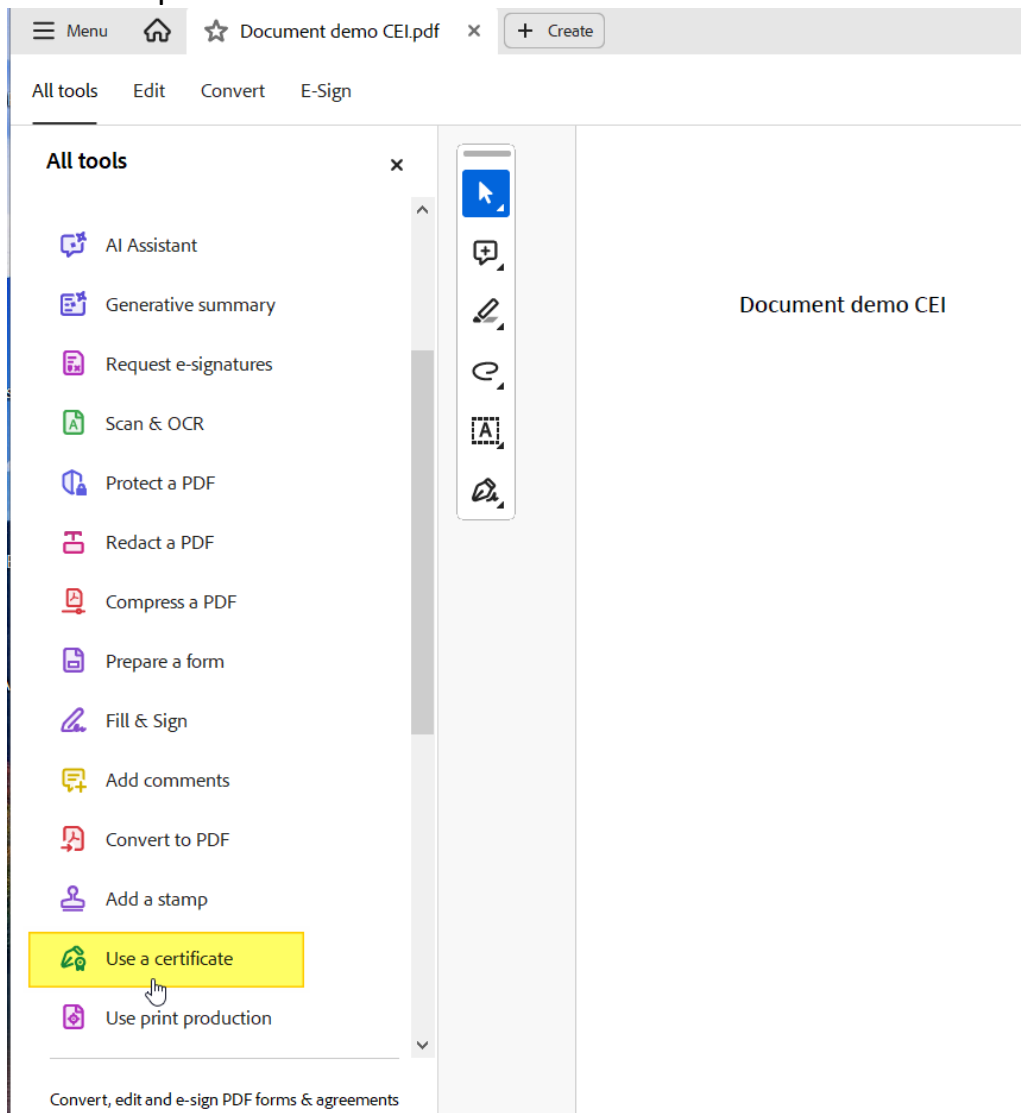 Menu
Document demo CEI.pdf
Create
All tools Edit Convert E-Sign
All tools
AI Assistant
Generative summary
Request e-signatures
Scan & OCR
Protect a PDF
Redact a PDF
Compress a PDF
Prepare a form
Fill & Sign
Add comments
Convert to PDF
Add a stamp
Use a certificate
Use print production
Convert, edit and e-sign PDF forms & agreements
Document demo CEI